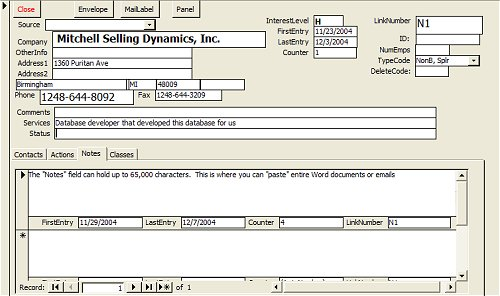 Close Envelope MailLabel Panel
Source
Company Mitchell Selling Dynamics, Inc.
OtherInfo
Address1 1360 Puritan Ave
Address2
Birmingham MI 48009
Phone 1248-644-8092 Fax 1248-644-3209
InterestLevel H
FirstEntry 11/23/2004
LastEntry 12/3/2004
Counter 1
LinkNumber N1
ID:
NumEmps
TypeCode NonB, Splr
DeleteCode:
Comments
Services Database developer that developed this database for us
Status
Contacts Actions Notes Classes
The "Notes" field can hold up to 65,000 characters. This is where you can "paste" entire Word documents or emails
FirstEntry 11/29/2004 LastEntry 12/7/2004 Counter 4 LinkNumber N1
Record: 1 of 1